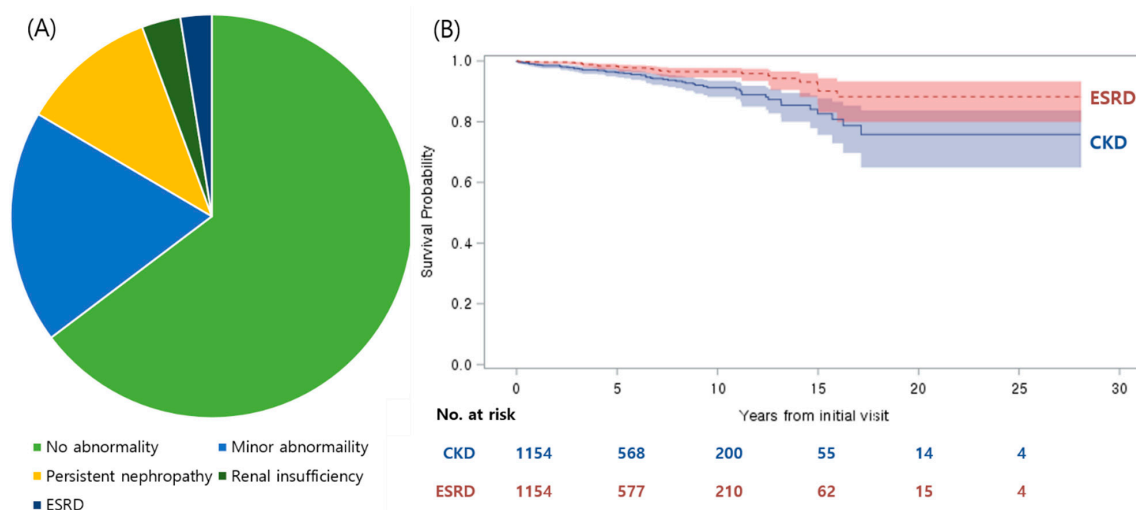 (A)
No abnormality
Minor abnormaility
Persistent nephropathy
Renal insufficiency
ESRD
(B)
Survival Probability
1.0
0.8
0.6
0.4
0.2
0.0
ESRD
CKD
0 5 10 15 20 25 30
No. at risk
Years from initial visit
CKD 1154 568 200 55 14 4
ESRD 1154 577 210 62 15 4